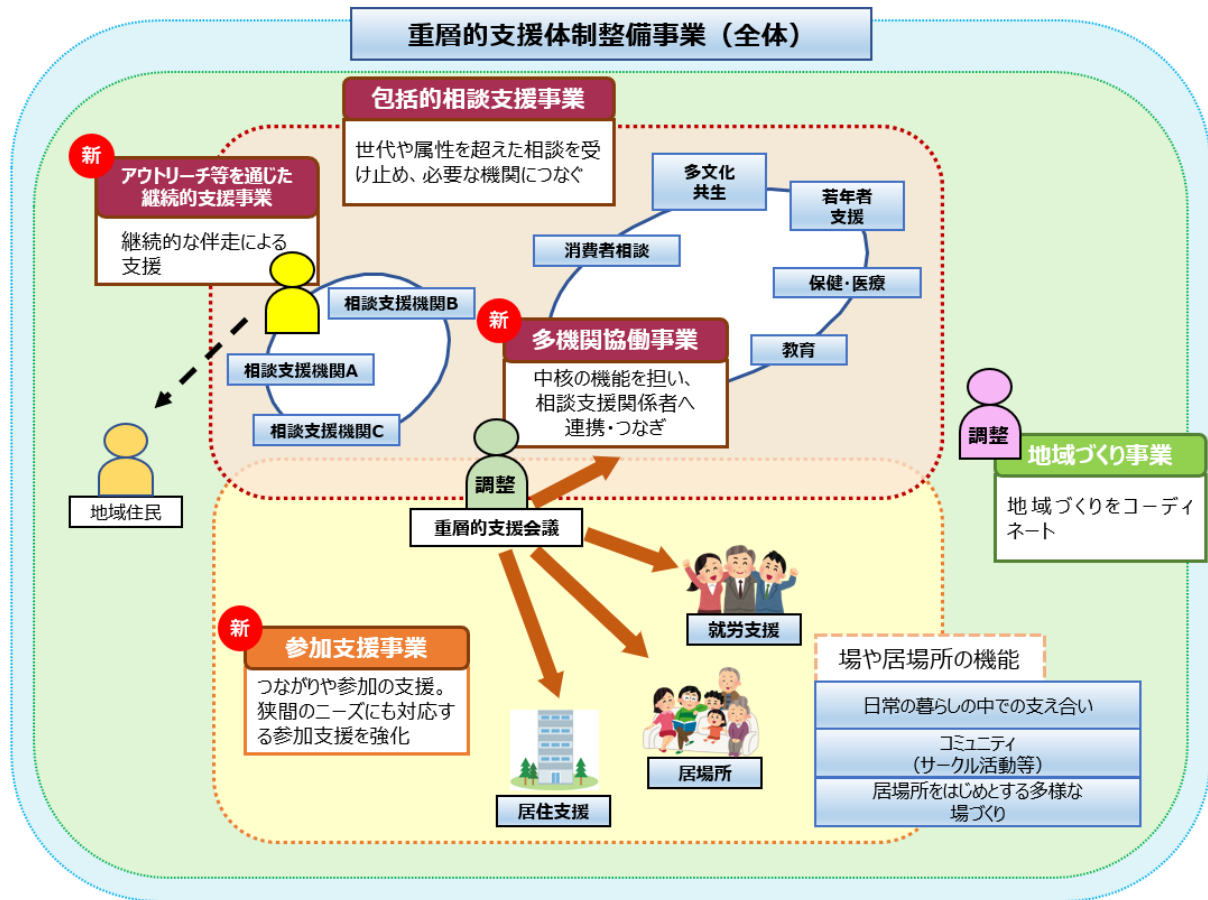 重層的支援体制整備事業（全体）
包括的相談支援事業
世代や属性を超えた相談を受
け止め、必要な機関につなぐ
新
アウトリーチ等を通じた
継続的支援事業
継続的な伴走による
支援
多文化
共生
若年者
支援
消費者相談
保健・医療
教育
相談支援機関B
相談支援機関A
相談支援機関C
新
多機関協働事業
中核の機能を担い、
相談支援関係者へ
連携・つなぎ
調整
地域づくり事業
地域づくりをコーディ
ネート
地域住民
調整
重層的支援会議
新
参加支援事業
つながりや参加の支援。
狭間のニーズにも対応す
る参加支援を強化
就労支援
居場所
居住支援
場や居場所の機能
日常の暮らしの中での支え合い
コミュニティ
（サークル活動等）
居場所をはじめとする多様な
場づくり